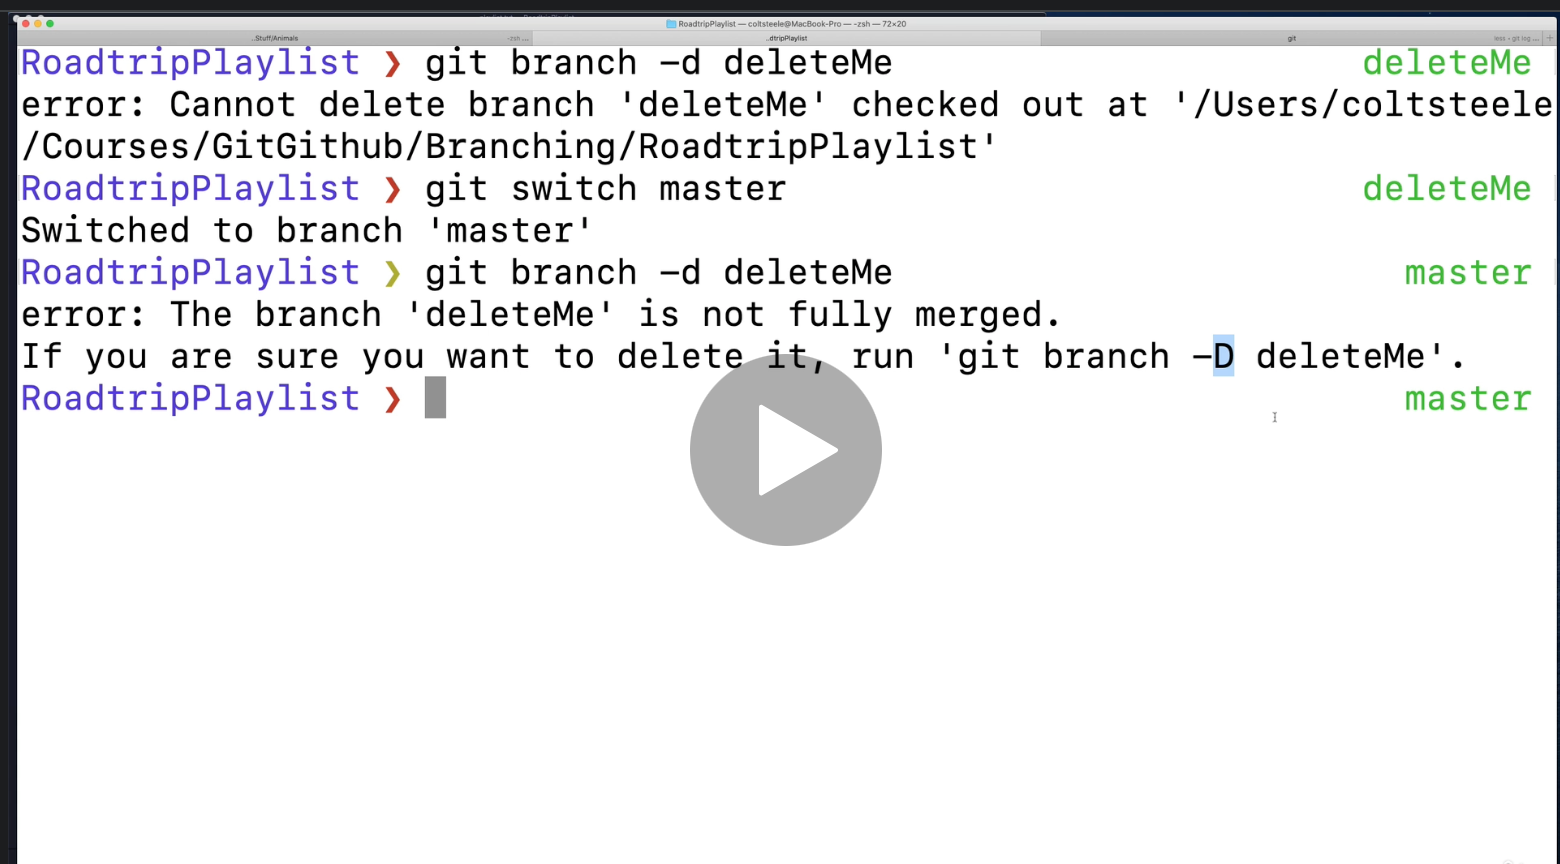 RoadtripPlaylist — coltsteele@MacBook-Pro — -zsh — 72×20
..Stuff/Animals
-zsh ...
..dtripPlaylist
git
less ‹ git log ...
+
RoadtripPlaylist ❯ git branch -d deleteMe deleteMe
error: Cannot delete branch 'deleteMe' checked out at '/Users/coltsteele
/Courses/GitGithub/Branching/RoadtripPlaylist'
RoadtripPlaylist ❯ git switch master deleteMe
Switched to branch 'master'
RoadtripPlaylist ❯ git branch -d deleteMe master
error: The branch 'deleteMe' is not fully merged.
If you are sure you want to delete it, run 'git branch -D deleteMe'.
RoadtripPlaylist ❯ master